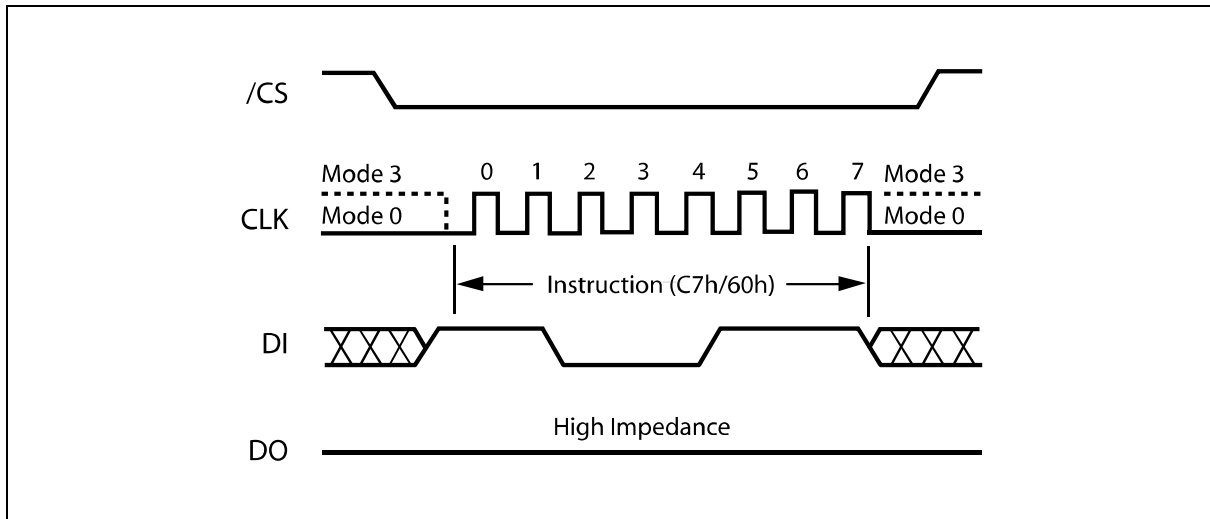 /CS
Mode 3 0 1 2 3 4 5 6 7 Mode 3
CLK Mode 0 Mode 0
Instruction (C7h/60h)
DI
High Impedance
DO